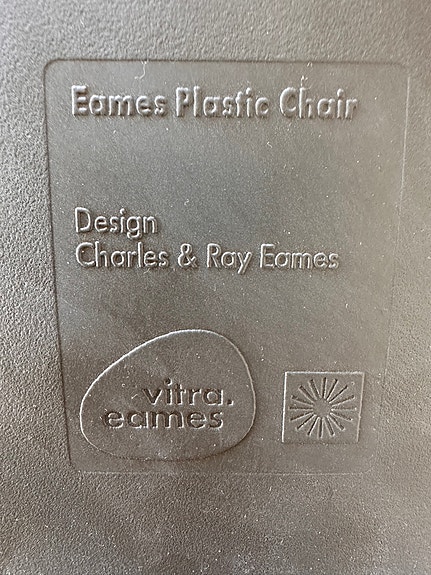 Eames Plastic Chair
Design
Charles & Ray Eames
vitra.
eames